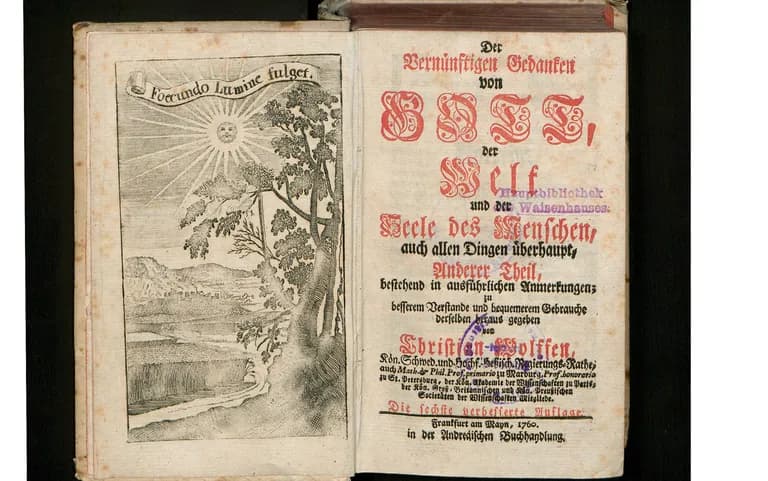 Foecundo Lumine fulget.
Der
Vernünftigen Gedanken
von
GOTT,
der
Welt
und der
Seele des Menschen,
auch allen Dingen überhaupt,
Anderer Theil,
bestehend in ausführlichen Anmerkungen;
zu
besserem Verstande und bequemerem Gebrauche
derselben heraus gegeben
von
Christian Wolffen,
Kön. Schwed. und Hochf. Heßisch. Regierungs-Rathe,
auch Math. & Phil. Prof. primario zu Marburg, Prof. honorario
zu St. Petersburg, der Kön. Akademie der Wissenschaften zu Paris,
der Kön. Groß-Britannischen und Kön. Preußischen
Societäten der Wissenschaften Mitgliede.
Die sechste verbesserte Auflage.
Frankfurt am Mayn, 1760.
in der Andreäischen Buchhandlung.
Hauptbibliothek
Waisenhauses